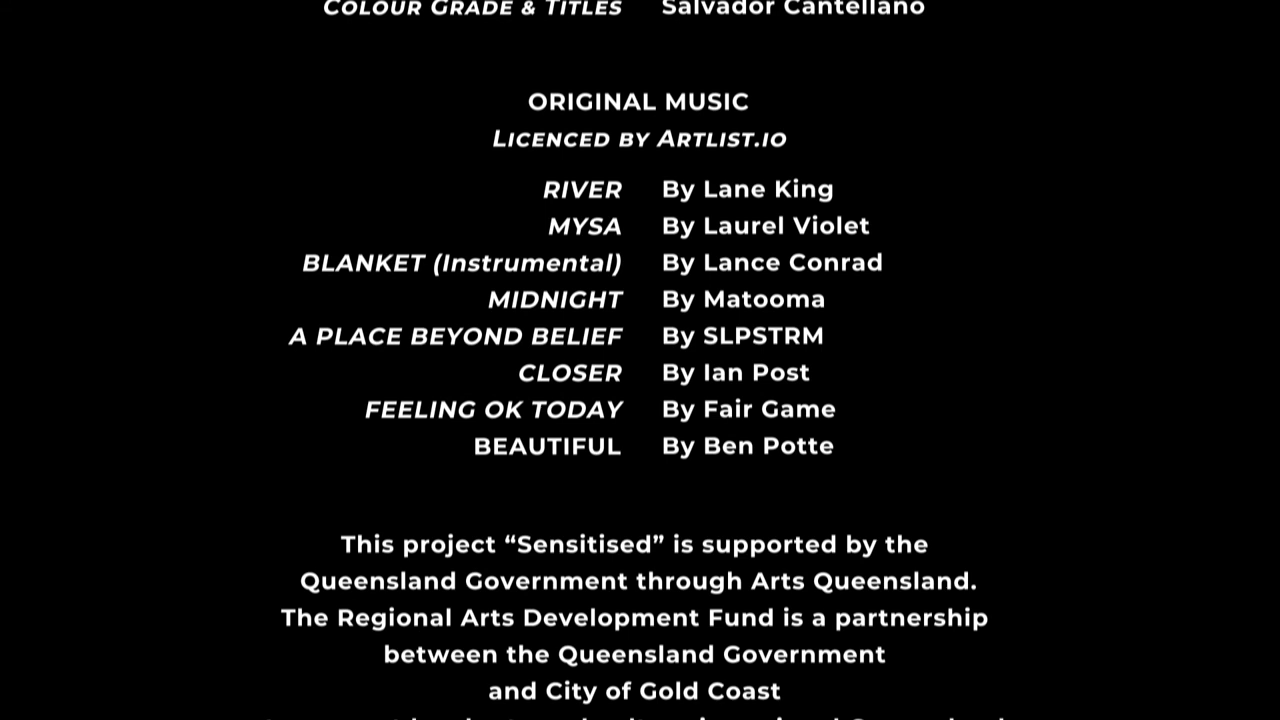 COLOUR GRADE & TITLES Salvador Cantellano
ORIGINAL MUSIC
LICENCED BY ARTLIST.IO
RIVER By Lane King
MYSA By Laurel Violet
BLANKET (Instrumental) By Lance Conrad
MIDNIGHT By Matooma
A PLACE BEYOND BELIEF By SLPSTRM
CLOSER By Ian Post
FEELING OK TODAY By Fair Game
BEAUTIFUL By Ben Potte
This project “Sensitised” is supported by the
Queensland Government through Arts Queensland.
The Regional Arts Development Fund is a partnership
between the Queensland Government
and City of Gold Coast